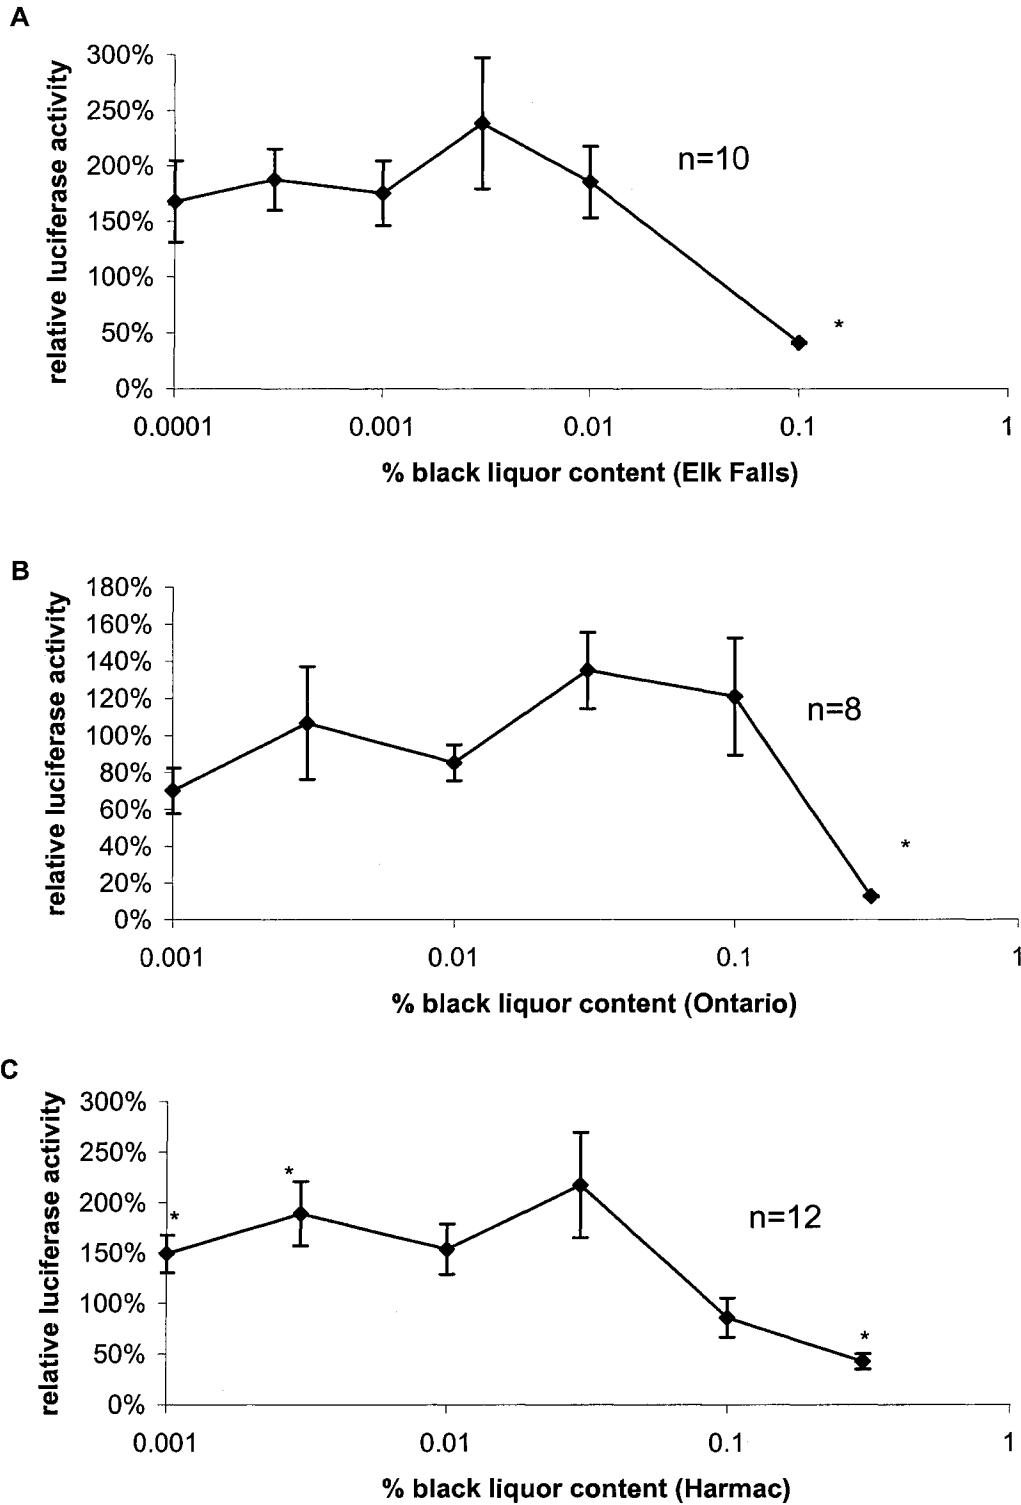 A
relative luciferase activity
300%
250%
200%
150%
100%
50%
0%
n=10
*
0.0001 0.001 0.01 0.1 1
% black liquor content (Elk Falls)
B
relative luciferase activity
180%
160%
140%
120%
100%
80%
60%
40%
20%
0%
n=8
*
0.001 0.01 0.1 1
% black liquor content (Ontario)
C
relative luciferase activity
300%
250%
200%
150%
100%
50%
0%
*
*
n=12
*
0.001 0.01 0.1 1
% black liquor content (Harmac)